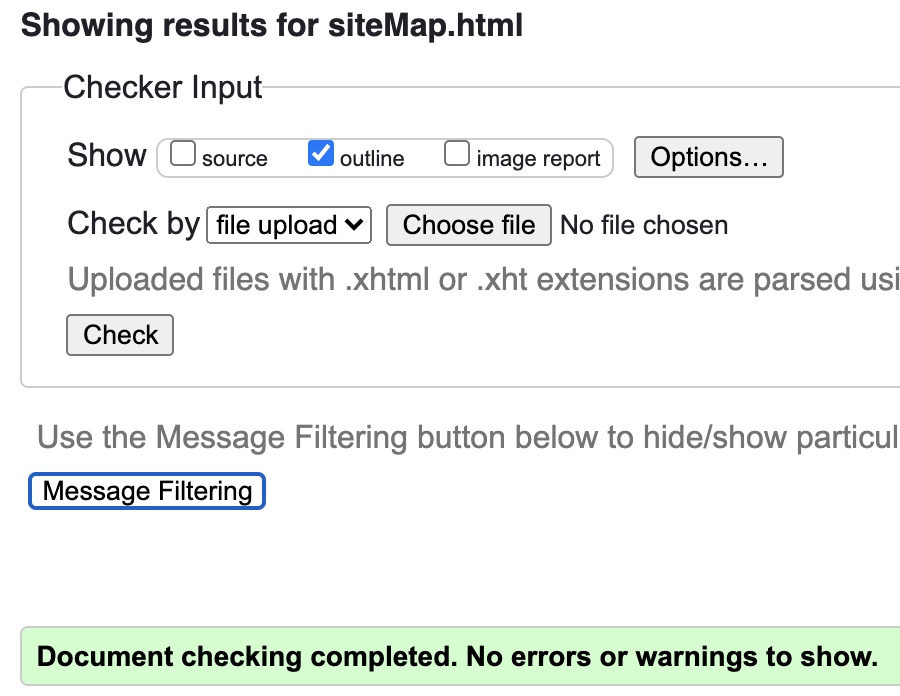 Showing results for siteMap.html
Checker Input
Show source outline image report Options...
Check by file upload Choose file No file chosen
Uploaded files with .xhtml or .xht extensions are parsed usi
Check
Use the Message Filtering button below to hide/show particul
Message Filtering
Document checking completed. No errors or warnings to show.